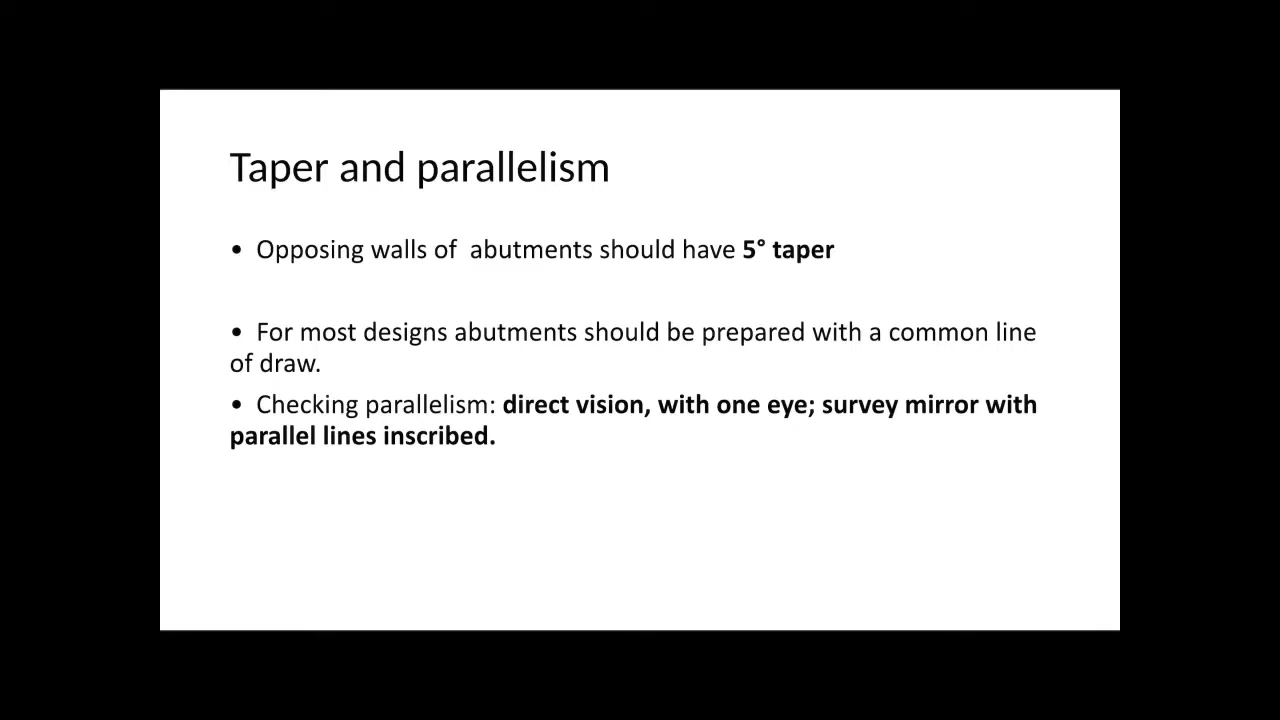 Taper and parallelism
• Opposing walls of  abutments should have 5° taper
• For most designs abutments should be prepared with a common line
of draw.
• Checking parallelism: direct vision, with one eye; survey mirror with
parallel lines inscribed.